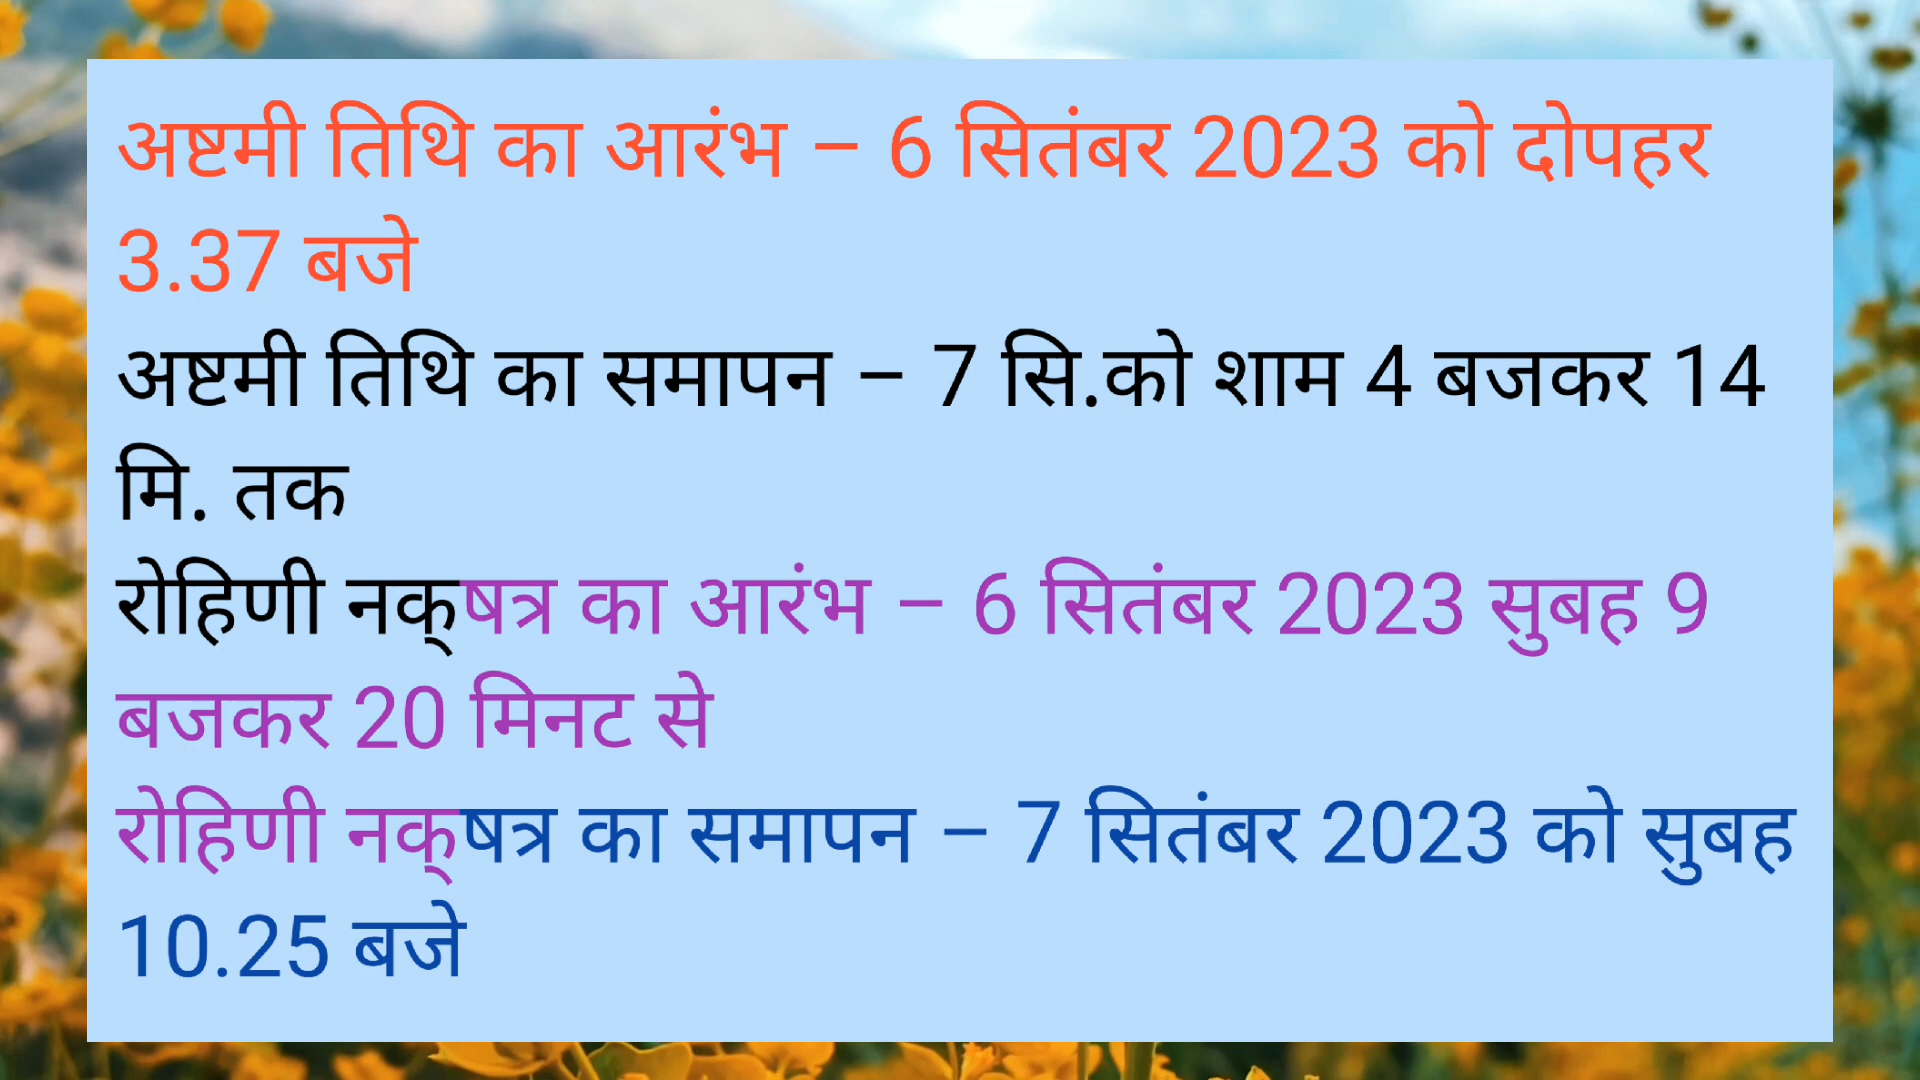 अष्टमी तिथि का आरंभ – 6 सितंबर 2023 को दोपहर
3.37 बजे
अष्टमी तिथि का समापन – 7 सि.को शाम 4 बजकर 14
मि. तक
रोहिणी नक्षत्र का आरंभ – 6 सितंबर 2023 सुबह 9
बजकर 20 मिनट से
रोहिणी नक्षत्र का समापन – 7 सितंबर 2023 को सुबह
10.25 बजे